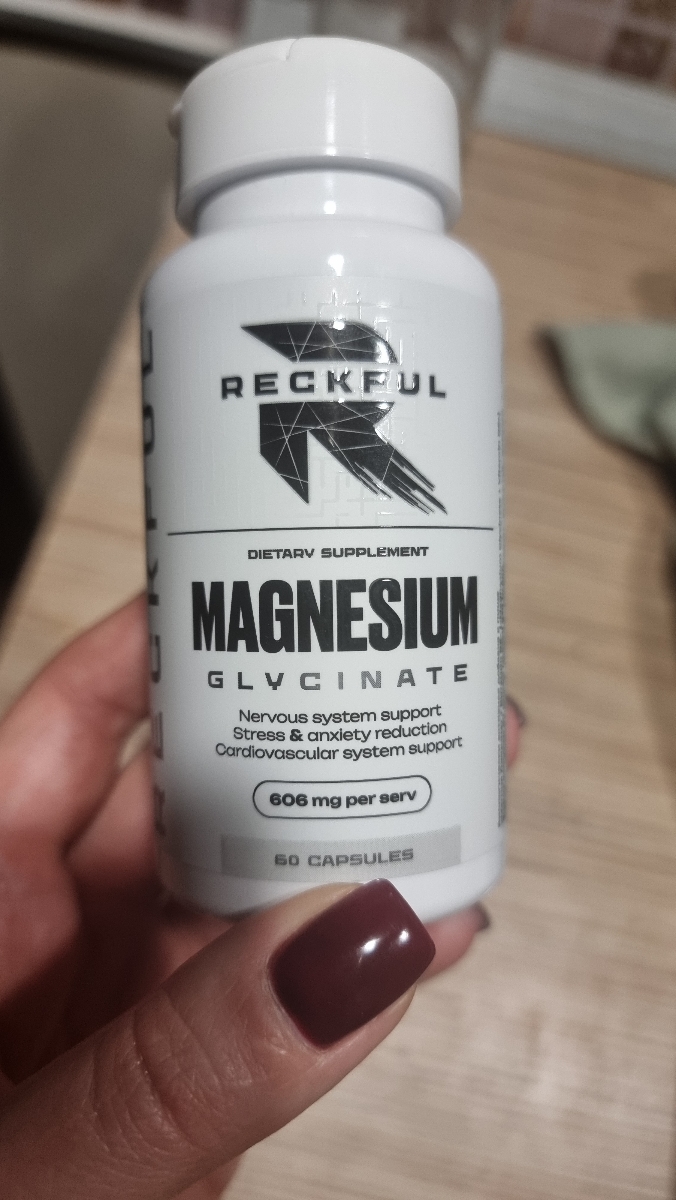 RECKFUL
DIETARY SUPPLEMENT
MAGNESIUM
GLYCINATE
Nervous system support
Stress & anxiety reduction
Cardiovascular system support
606 mg per serv
60 CAPSULES
RECKFUL